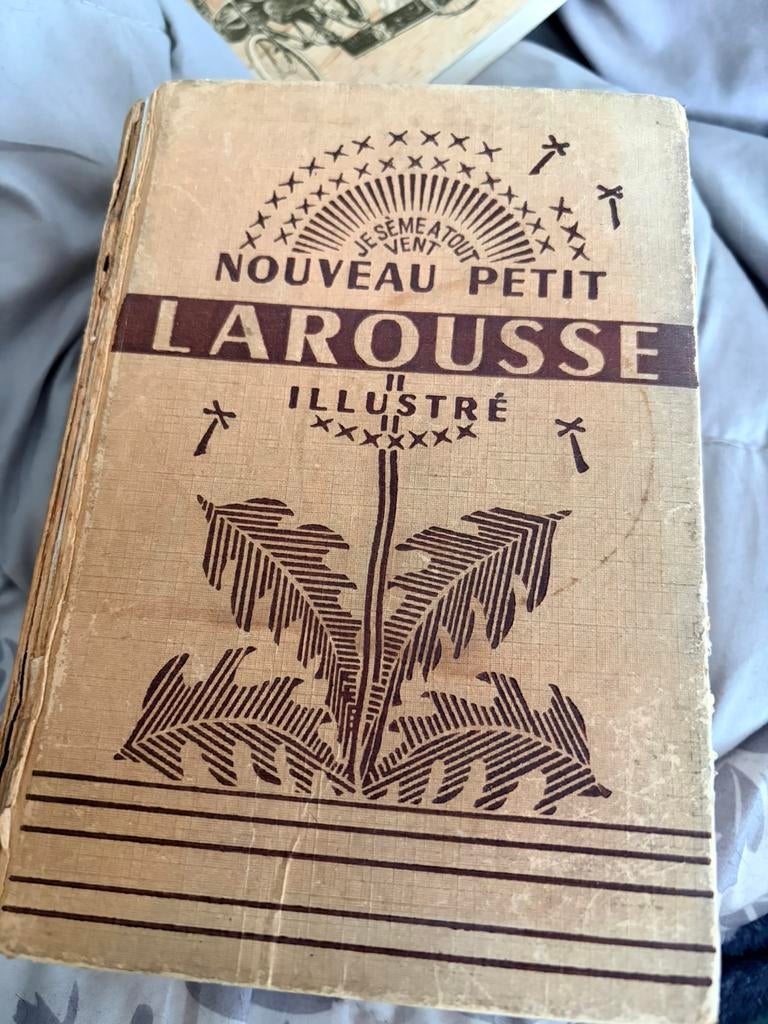 JE SÈME A TOUT
VENT
NOUVEAU PETIT
LAROUSSE
ILLUSTRÉ